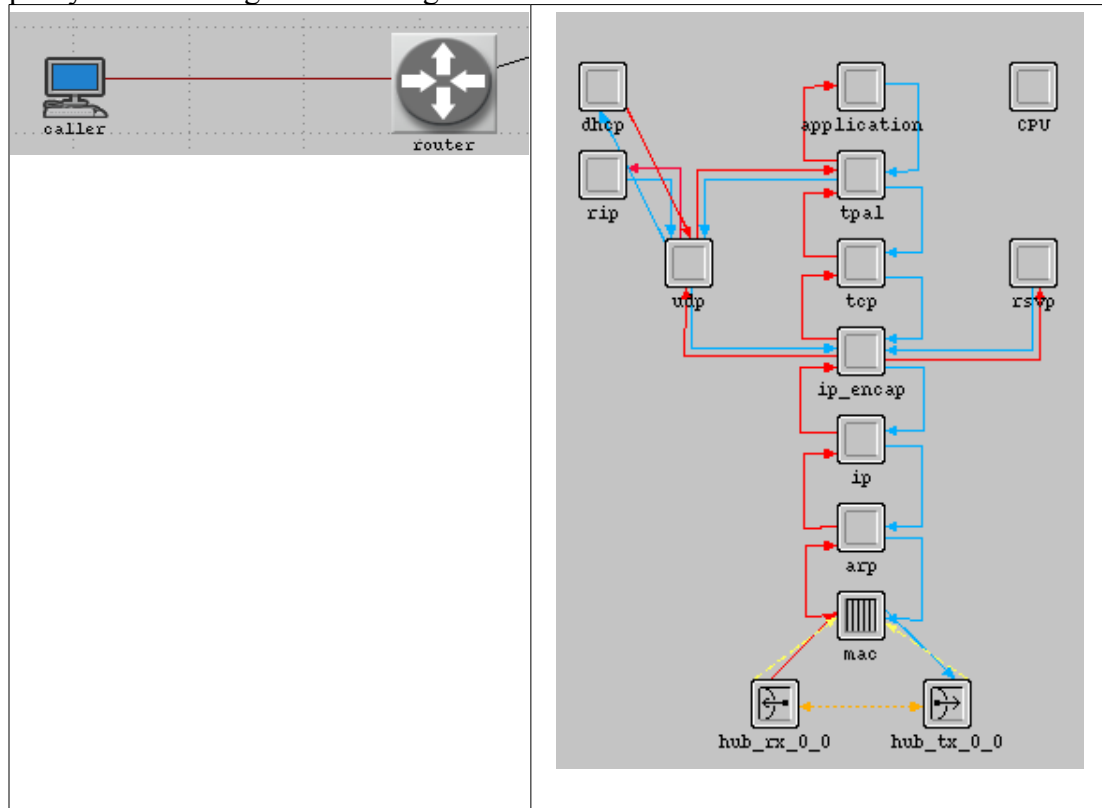 caller
router
dhcp
application
CPU
rip
tpal
udp
tcp
rsvp
ip_encap
ip
arp
mac
hub_rx_0_0
hub_tx_0_0